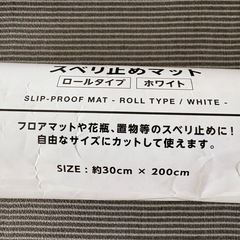 スベリ止めマット
ロールタイプ ホワイト
SLIP-PROOF MAT - ROLL TYPE / WHITE -
フロアマットや花瓶、置物等のスベリ止めに！
自由なサイズにカットして使えます。
SIZE : 約30cm × 200cm